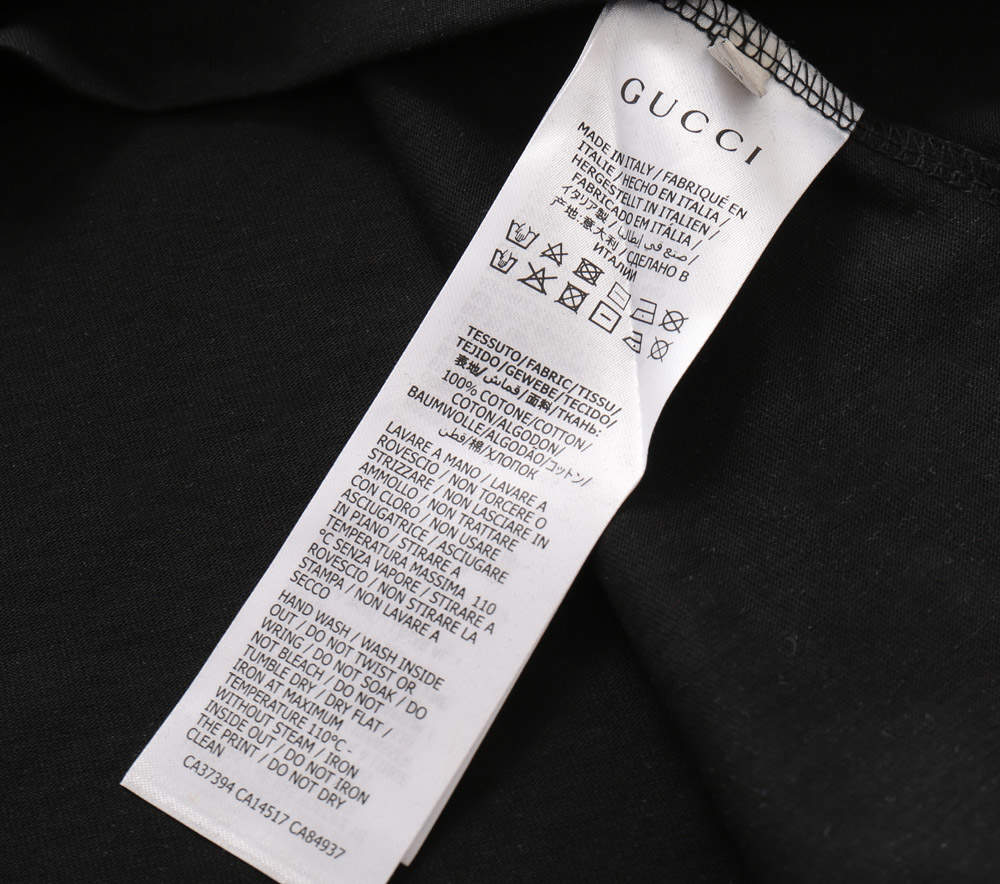 GUCCI
MADE IN ITALY / FABRIQUÉ EN
ITALIE / HECHO EN ITALIA /
HERGESTELLT IN ITALIEN /
FABRICADO EM ITÁLIA /
イタリア製 / صنع في إيطاليا /
产地:意大利 / СДЕЛАНО В
ИТАЛИИ
TESSUTO/FABRIC/TISSU/
TEJIDO/GEWEBE/TECIDO/
表地/قماش/面料/ТКАНЬ:
100% COTONE/COTTON/
COTON/ALGODON/
BAUMWOLLE/ALGODÃO/コットン/
قطن/棉/ХЛОПОК
LAVARE A MANO / LAVARE A
ROVESCIO / NON TORCERE O
STRIZZARE / NON LASCIARE IN
AMMOLLO / NON TRATTARE
CON CLORO / NON USARE
ASCIUGATRICE / ASCIUGARE
IN PIANO / STIRARE A
TEMPERATURA MASSIMA 110
°C SENZA VAPORE / STIRARE A
ROVESCIO / NON STIRARE LA
STAMPA / NON LAVARE A
SECCO
HAND WASH / WASH INSIDE
OUT / DO NOT TWIST OR
WRING / DO NOT SOAK / DO
NOT BLEACH / DO NOT
TUMBLE DRY / DRY FLAT /
IRON AT MAXIMUM
TEMPERATURE 110°C -
WITHOUT STEAM / IRON
INSIDE OUT / DO NOT IRON
THE PRINT / DO NOT DRY
CLEAN
CA37394 CA14517 CA84937